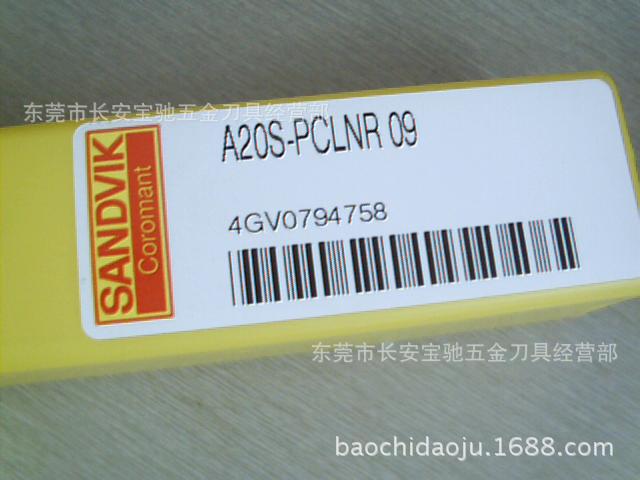 东莞市长安宝驰五金刀具经营部
A20S-PCLNR 09
SANDVIK
Coromant
4GV0794758
东莞市长安宝驰五金刀具经营部
baochidaoju.1688.com